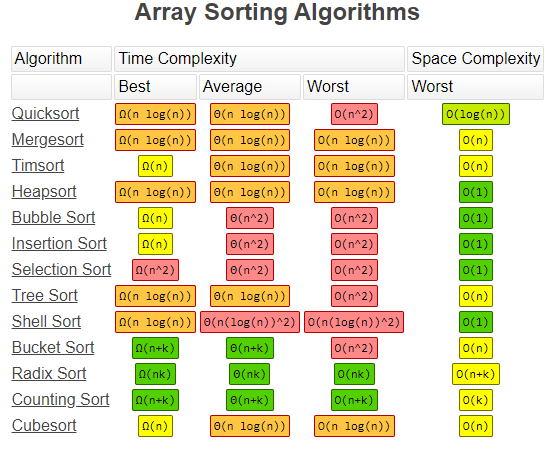 Array Sorting Algorithms
Algorithm Time Complexity Space Complexity
Best Average Worst Worst
Quicksort Ω(n log(n)) Θ(n log(n)) O(n^2) O(log(n))
Mergesort Ω(n log(n)) Θ(n log(n)) O(n log(n)) O(n)
Timsort Ω(n) Θ(n log(n)) O(n log(n)) O(n)
Heapsort Ω(n log(n)) Θ(n log(n)) O(n log(n)) O(1)
Bubble Sort Ω(n) Θ(n^2) O(n^2) O(1)
Insertion Sort Ω(n) Θ(n^2) O(n^2) O(1)
Selection Sort Ω(n^2) Θ(n^2) O(n^2) O(1)
Tree Sort Ω(n log(n)) Θ(n log(n)) O(n^2) O(n)
Shell Sort Ω(n log(n)) Θ(n(log(n))^2) O(n(log(n))^2) O(1)
Bucket Sort Ω(n+k) Θ(n+k) O(n^2) O(n)
Radix Sort Ω(nk) Θ(nk) O(nk) O(n+k)
Counting Sort Ω(n+k) Θ(n+k) O(n+k) O(k)
Cubesort Ω(n) Θ(n log(n)) O(n log(n)) O(n)